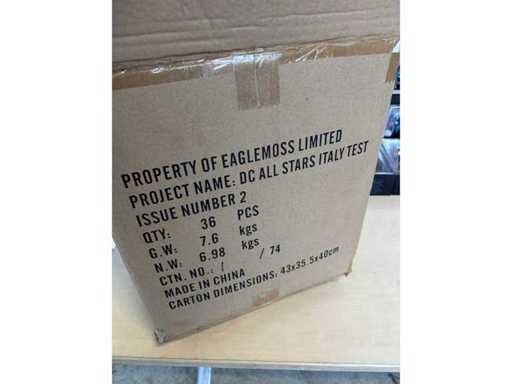 PROPERTY OF EAGLEMOSS LIMITED
PROJECT NAME: DC ALL STARS ITALY TEST
ISSUE NUMBER 2
QTY: 36 PCS
G.W: 7.6 kgs
N.W: 6.98 kgs
CTN. NO.: / / 74
MADE IN CHINA
CARTON DIMENSIONS: 43x35.5x40cm